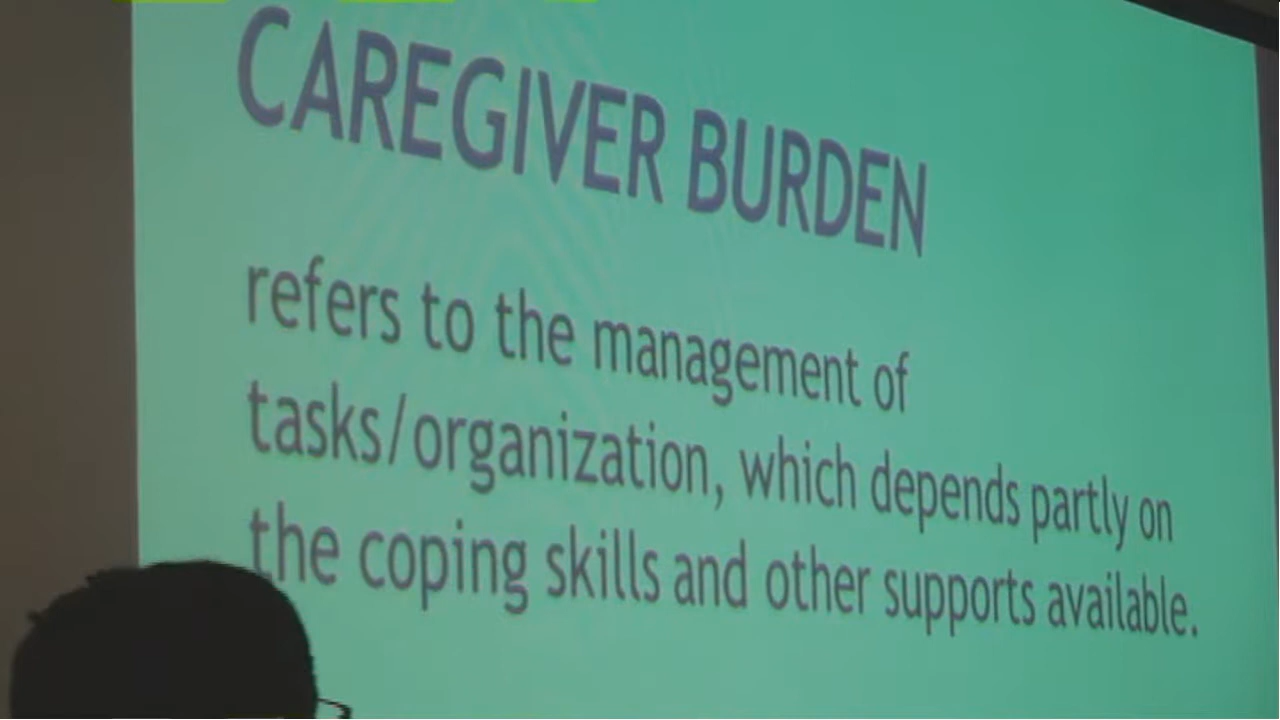 CAREGIVER BURDEN
refers to the management of
tasks/organization, which depends partly on
the coping skills and other supports available.